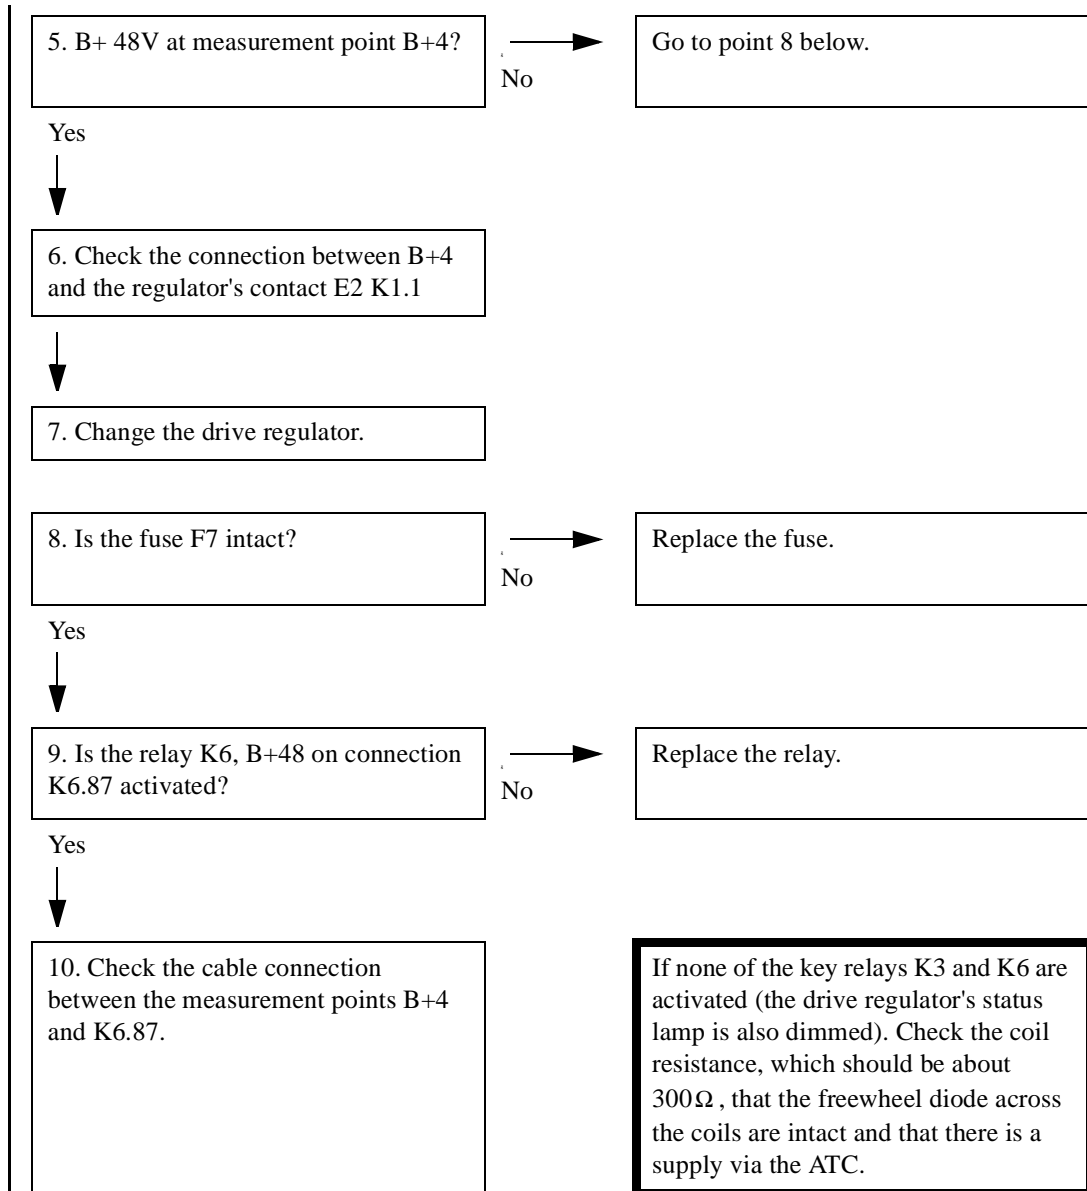 5. B+ 48V at measurement point B+4?
No
Go to point 8 below.
Yes
6. Check the connection between B+4
and the regulator's contact E2 K1.1
7. Change the drive regulator.
8. Is the fuse F7 intact?
No
Replace the fuse.
Yes
9. Is the relay K6, B+48 on connection
K6.87 activated?
No
Replace the relay.
Yes
10. Check the cable connection
between the measurement points B+4
and K6.87.
If none of the key relays K3 and K6 are
activated (the drive regulator's status
lamp is also dimmed). Check the coil
resistance, which should be about
300Ω , that the freewheel diode across
the coils are intact and that there is a
supply via the ATC.